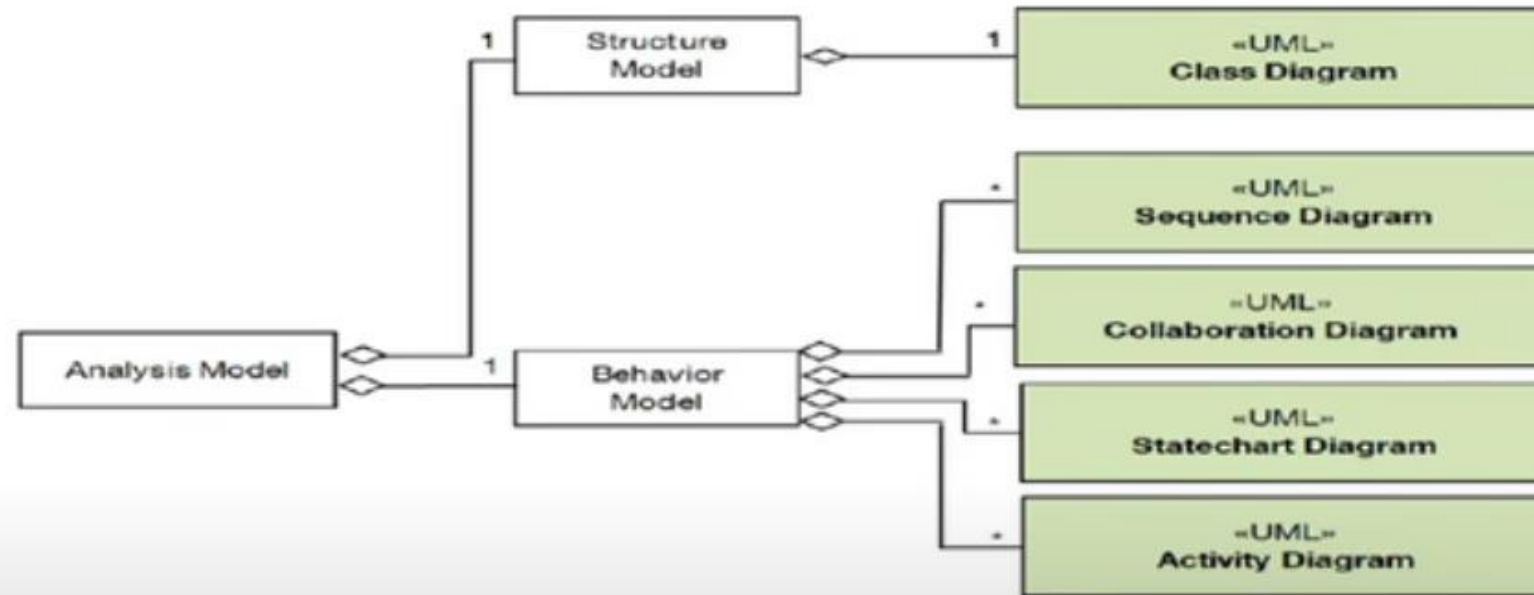 1
Structure
Model
1
«UML»
Class Diagram
*
«UML»
Sequence Diagram
*
«UML»
Collaboration Diagram
Analysis Model
1
Behavior
Model
*
«UML»
Statechart Diagram
*
«UML»
Activity Diagram